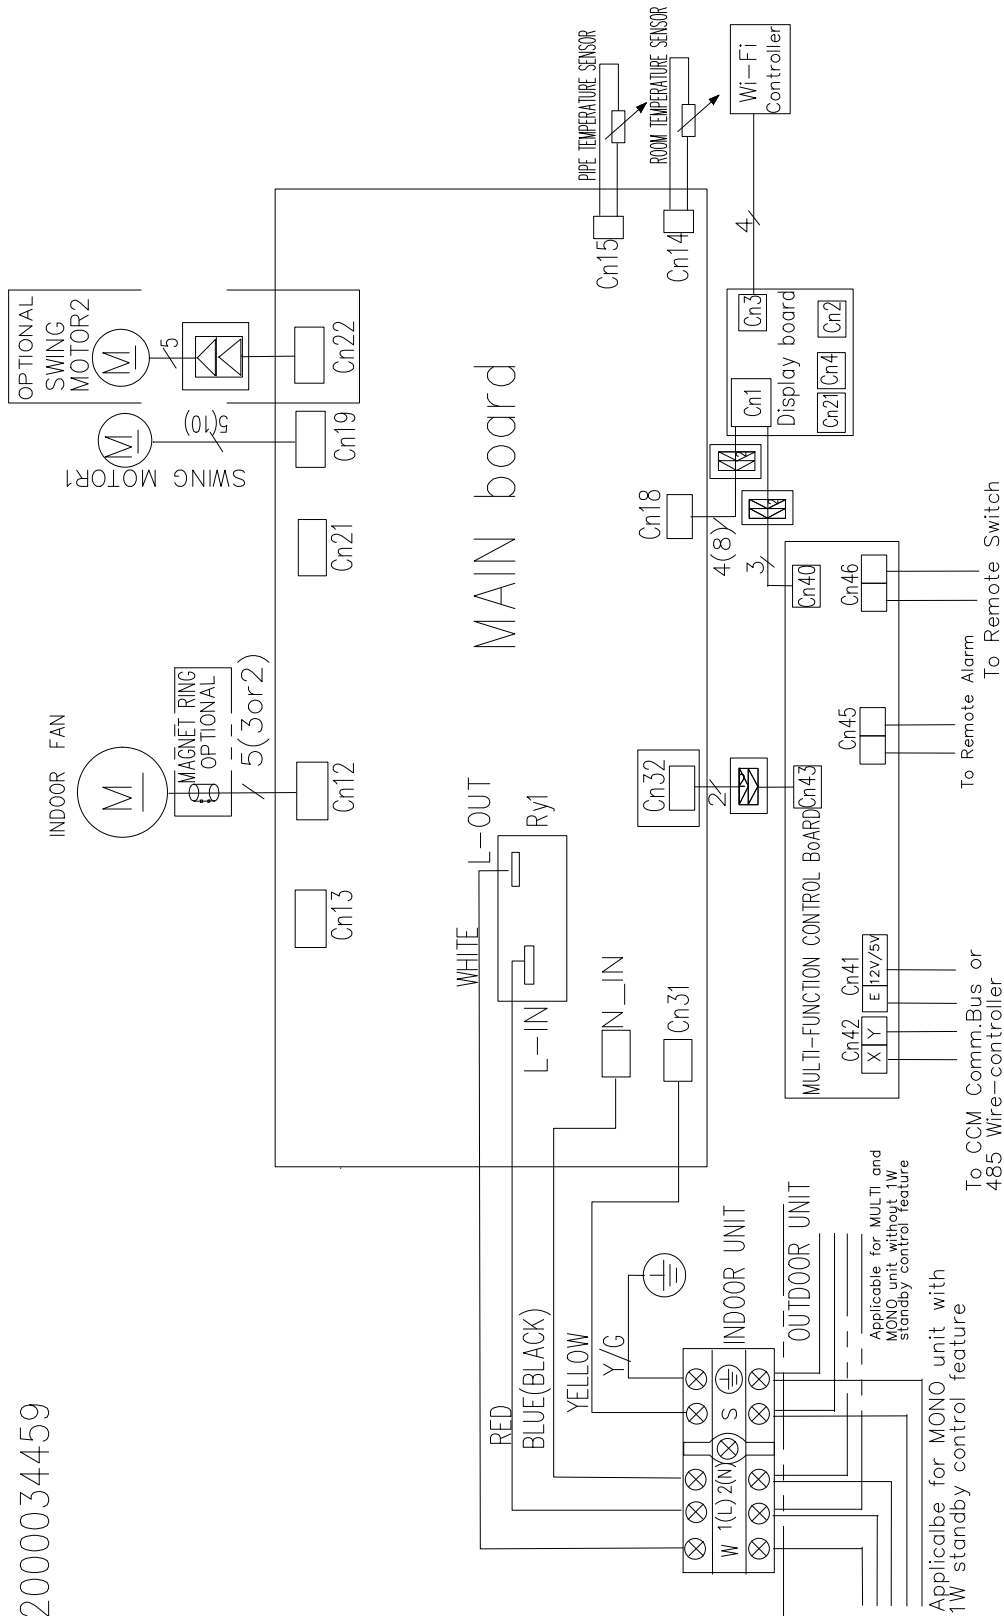 200034459
INDOOR FAN
M
MAGNET RING
OPTIONAL
5(3or2)
Cn12
Cn13
Cn21
SWING MOTOR1
M
5(10)
Cn19
OPTIONAL
SWING
MOTOR2
M
5
Cn22
PIPE TEMPERATURE SENSOR
Cn15
ROOM TEMPERATURE SENSOR
Cn14
Wi-Fi
Controller
4
MAIN board
L-OUT
Ry1
L-IN
N_IN
Cn31
Cn32
2
Cn18
4(8)
3
Cn3
Cn1
Display board
Cn2
Cn4
Cn21
WHITE
RED
BLUE(BLACK)
YELLOW
Y/G
W 1(L) 2(N) S
INDOOR UNIT
OUTDOOR UNIT
Applicable for MULTI and
MONO unit without 1W
standby control feature
Applicalbe for MONO unit with
1W standby control feature
MULTI-FUNCTION CONTROL BoARD
Cn43
Cn40
Cn42
X Y
Cn41
E 12V/5V
Cn45
Cn46
To CCM Comm.Bus or
485 Wire-controller
To Remote Alarm
To Remote Switch